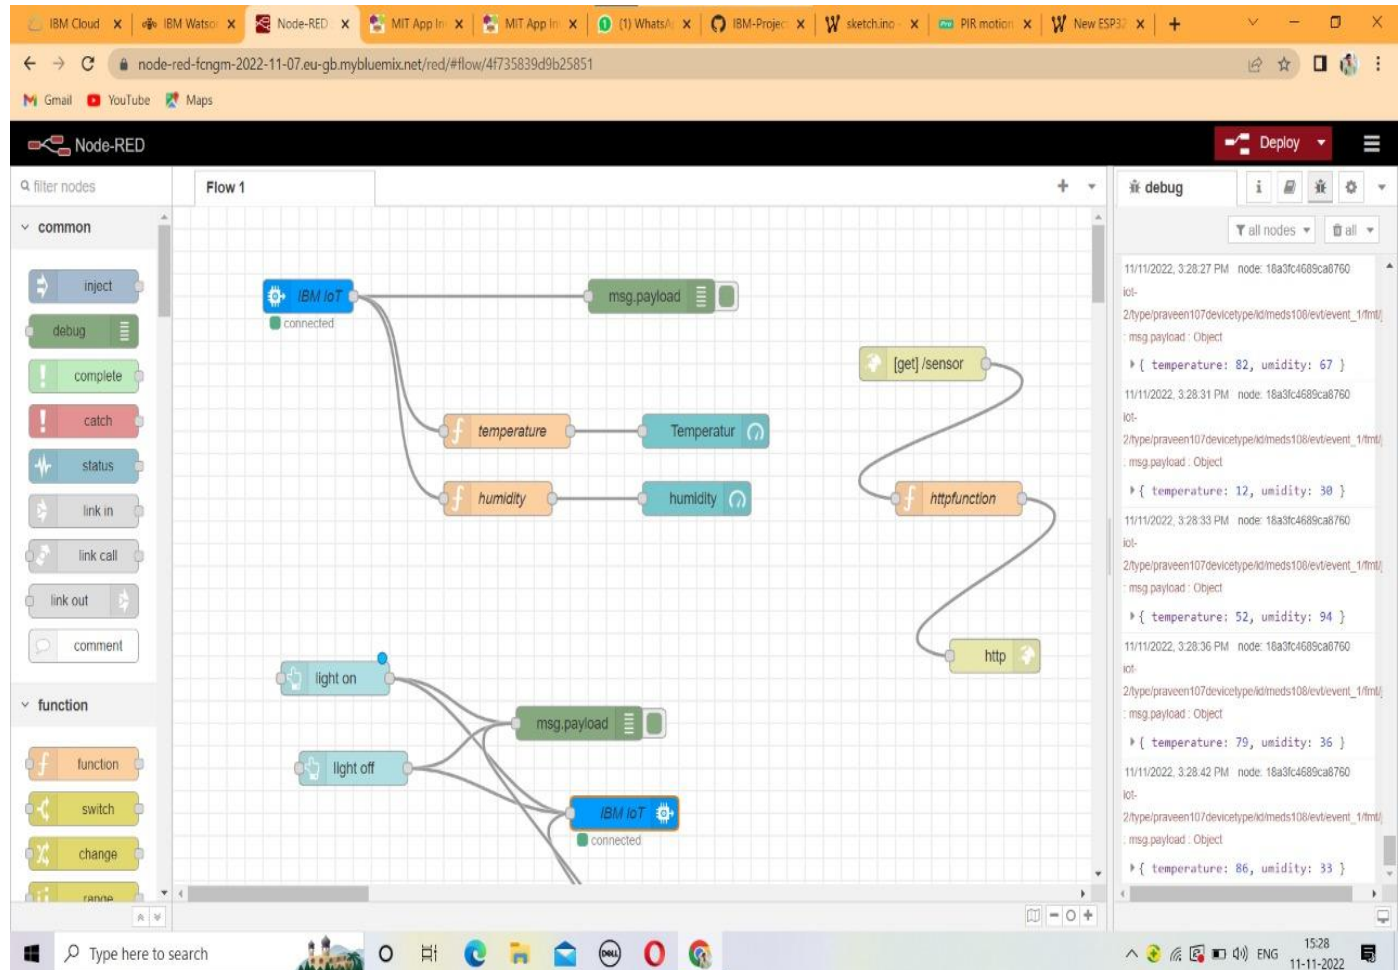 IBM Cloud
IBM Watso
Node-RED
MIT App In
MIT App In
(1) WhatsA
IBM-Projec
sketch.ino -
PIR motion
New ESP32
node-red-fcngm-2022-11-07.eu-gb.mybluemix.net/red/#flow/4f735839d9b25851
Gmail YouTube Maps
Node-RED
Deploy
filter nodes
common
inject
debug
complete
catch
status
link in
link call
link out
comment
function
function
switch
change
range
Flow 1
IBM IoT
connected
msg.payload
[get] /sensor
temperature
Temperatur
humidity
humidity
httpfunction
http
light on
msg.payload
light off
IBM IoT
connected
debug
all nodes
all
11/11/2022, 3:28:27 PM node: 18a3fc4689ca8760
iot-
2/type/praveen107devicetype/id/meds108/evt/event_1/fmt/j
: msg.payload : Object
{ temperature: 82, umidity: 67 }
11/11/2022, 3:28:31 PM node: 18a3fc4689ca8760
iot-
2/type/praveen107devicetype/id/meds108/evt/event_1/fmt/j
: msg.payload : Object
{ temperature: 12, umidity: 30 }
11/11/2022, 3:28:33 PM node: 18a3fc4689ca8760
iot-
2/type/praveen107devicetype/id/meds108/evt/event_1/fmt/j
: msg.payload : Object
{ temperature: 52, umidity: 94 }
11/11/2022, 3:28:36 PM node: 18a3fc4689ca8760
iot-
2/type/praveen107devicetype/id/meds108/evt/event_1/fmt/j
: msg.payload : Object
{ temperature: 79, umidity: 36 }
11/11/2022, 3:28:42 PM node: 18a3fc4689ca8760
iot-
2/type/praveen107devicetype/id/meds108/evt/event_1/fmt/j
: msg.payload : Object
{ temperature: 86, umidity: 33 }
Type here to search
DELL
ENG
15:28
11-11-2022